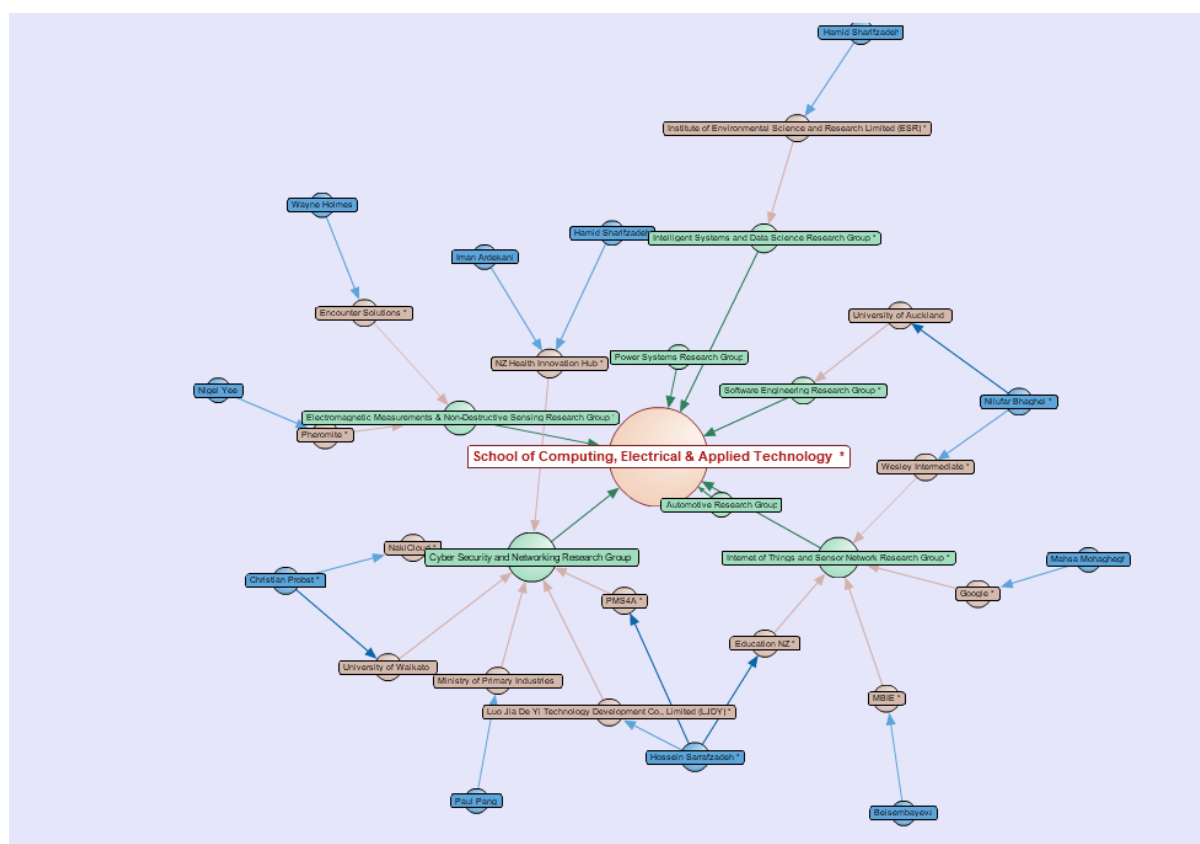 Hamid Sharifzadeh
Institute of Environmental Science and Research Limited (ESR) *
Wayne Holmes
Hamid Sharifzadeh
Intelligent Systems and Data Science Research Group *
Iman Ardekani
Encounter Solutions *
University of Auckland
NZ Health Innovation Hub *
Power Systems Research Group
Nigel Yee
Software Engineering Research Group *
Nilufar Bhaghel *
Electromagnetic Measurements & Non-Destructive Sensing Research Group
Pheromite *
School of Computing, Electrical & Applied Technology *
Wesley Intermediate *
Automotive Research Group
NakiCloud *
Cyber Security and Networking Research Group
Internet of Things and Sensor Network Research Group *
Mahsa Mohaghegh
Christian Probst *
Google *
PMS4A *
Education NZ *
University of Waikato
Ministry of Primary Industries
MBIE *
Luo Jia De Yi Technology Development Co., Limited (LJDY) *
Hossein Sarrafzadeh *
Paul Pang
Beisembayeva